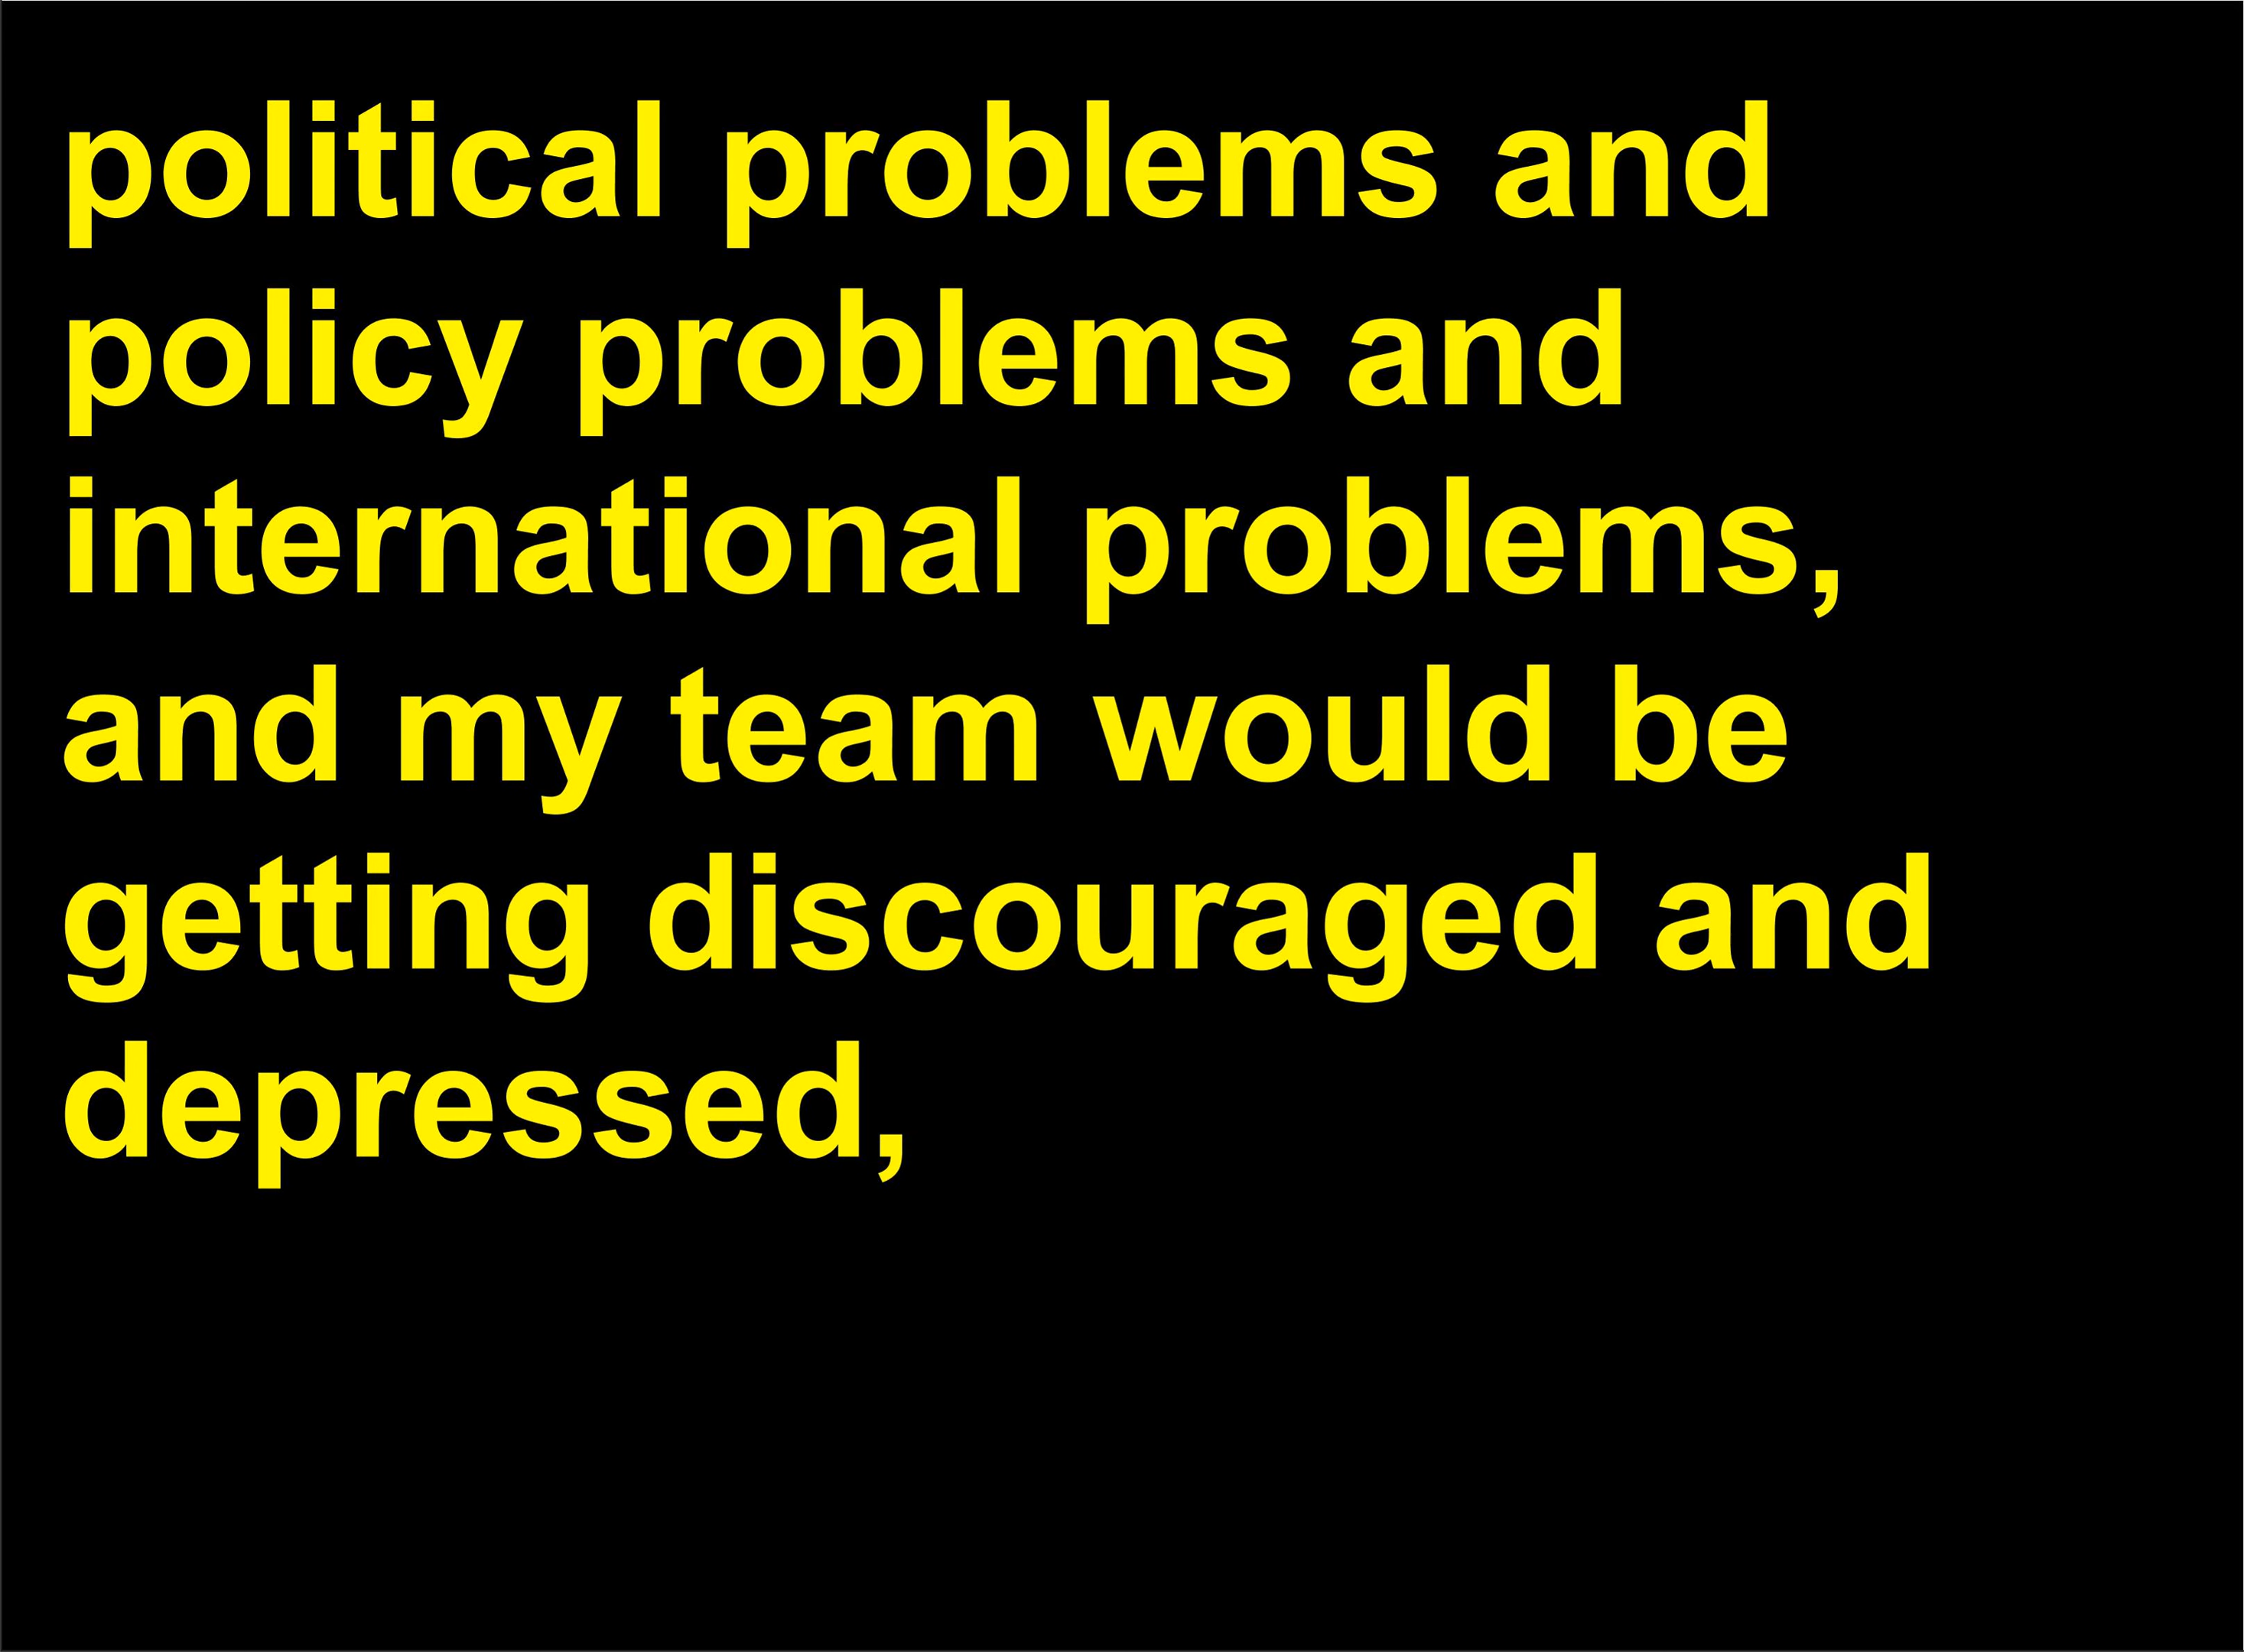 political problems and
policy problems and
international problems,
and my team would be
getting discouraged and
depressed,